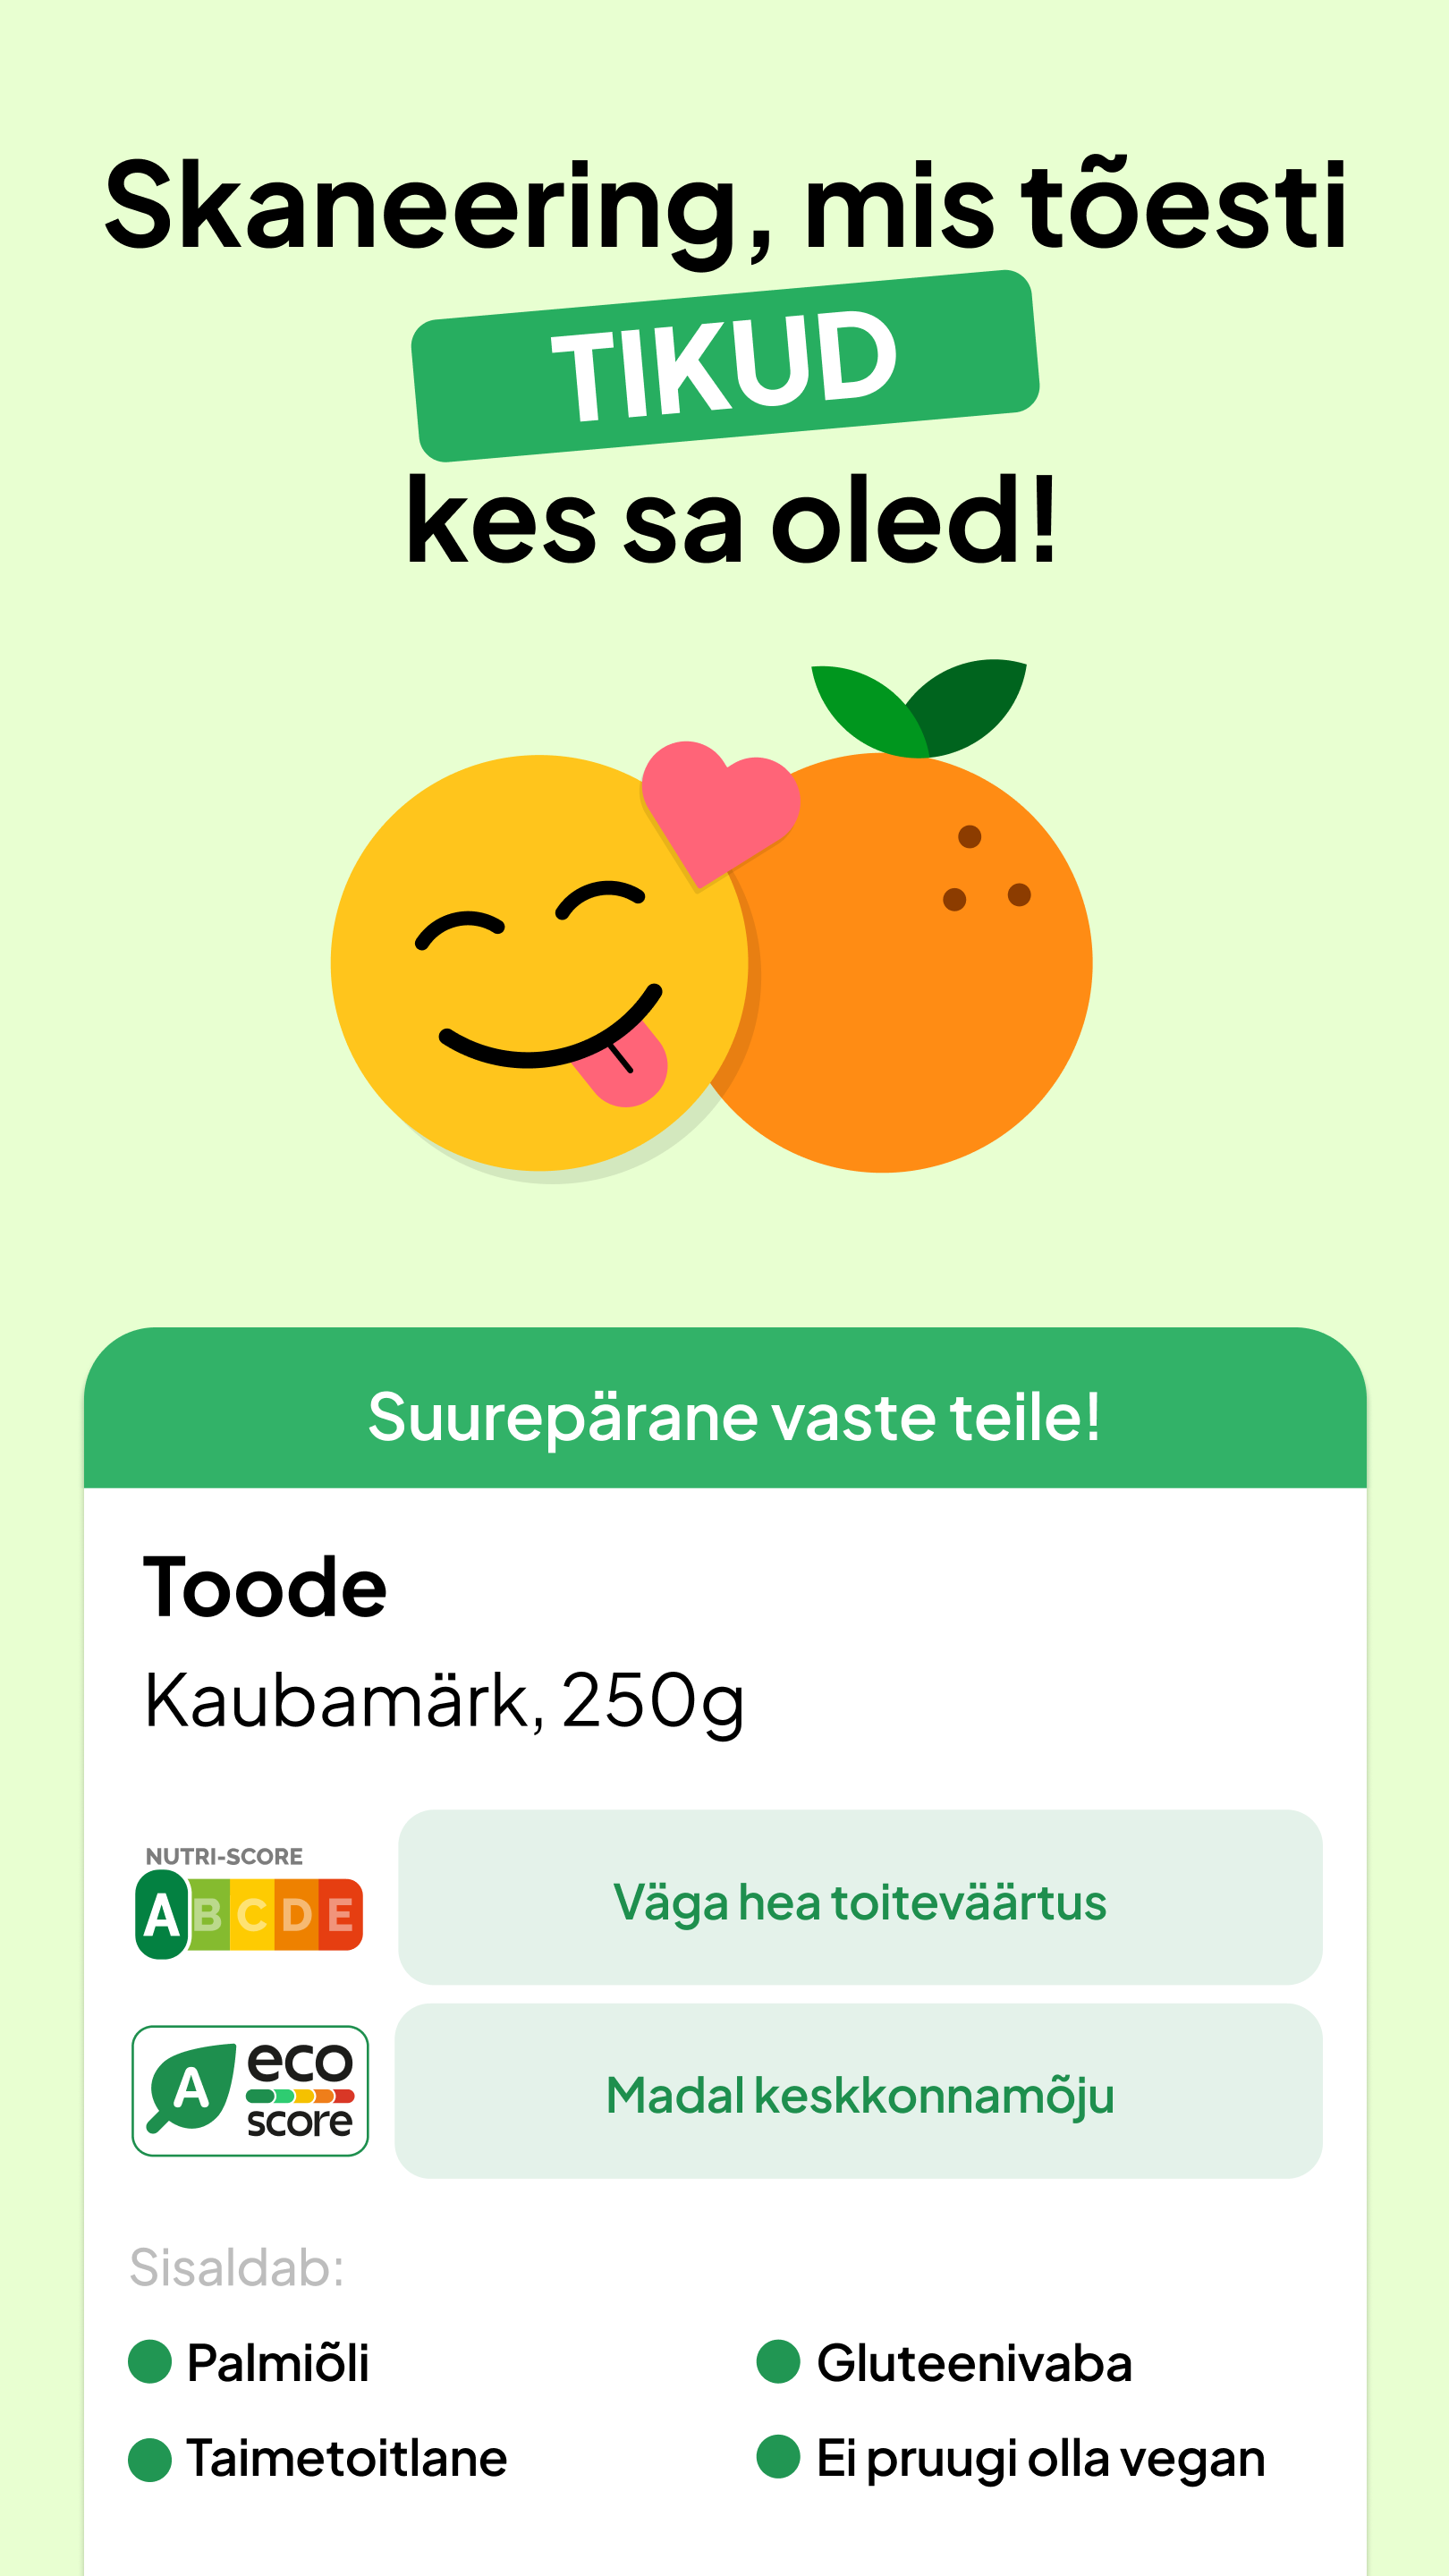 Skaneering, mis tõesti
TIKUD
kes sa oled!
Suurepärane vaste teile!
Toode
Kaubamärk, 250g
NUTRI-SCORE
A B C D E
Väga hea toiteväärtus
A eco score
Madal keskkonnamõju
Sisaldab:
Palmiõli
Gluteenivaba
Taimetoitlane
Ei pruugi olla vegan